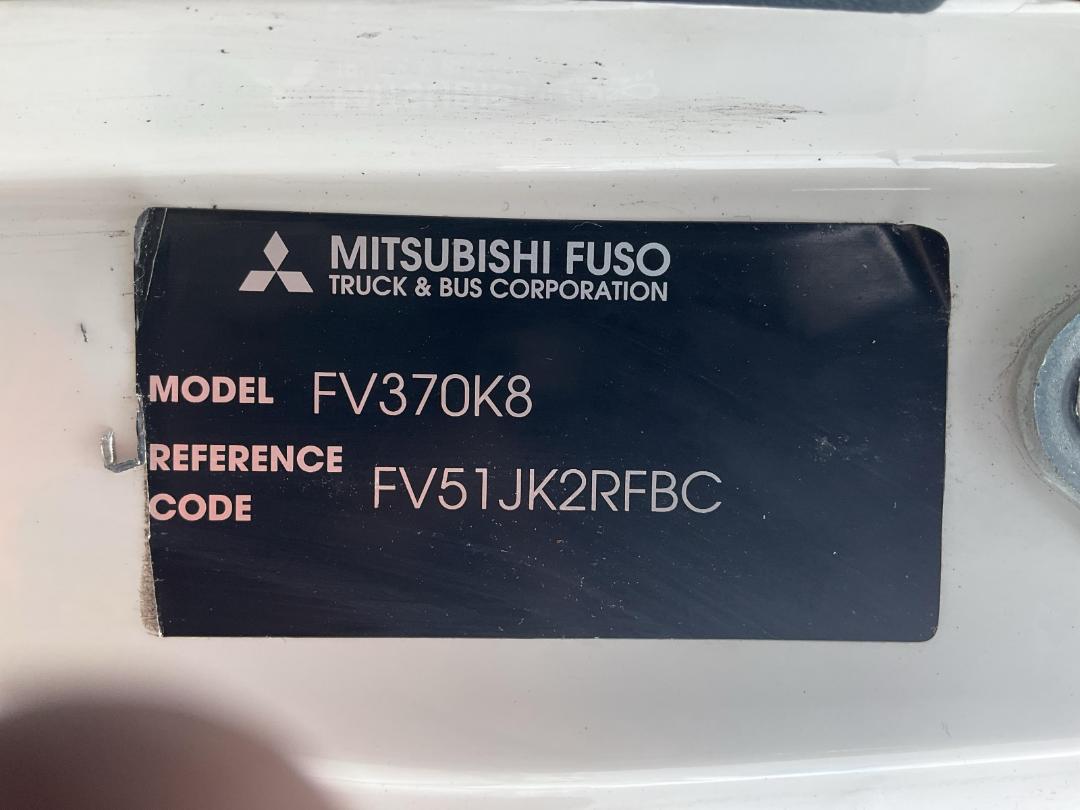 MITSUBISHI FUSO
TRUCK & BUS CORPORATION
MODEL FV370K8
REFERENCE
CODE FV51JK2RFBC